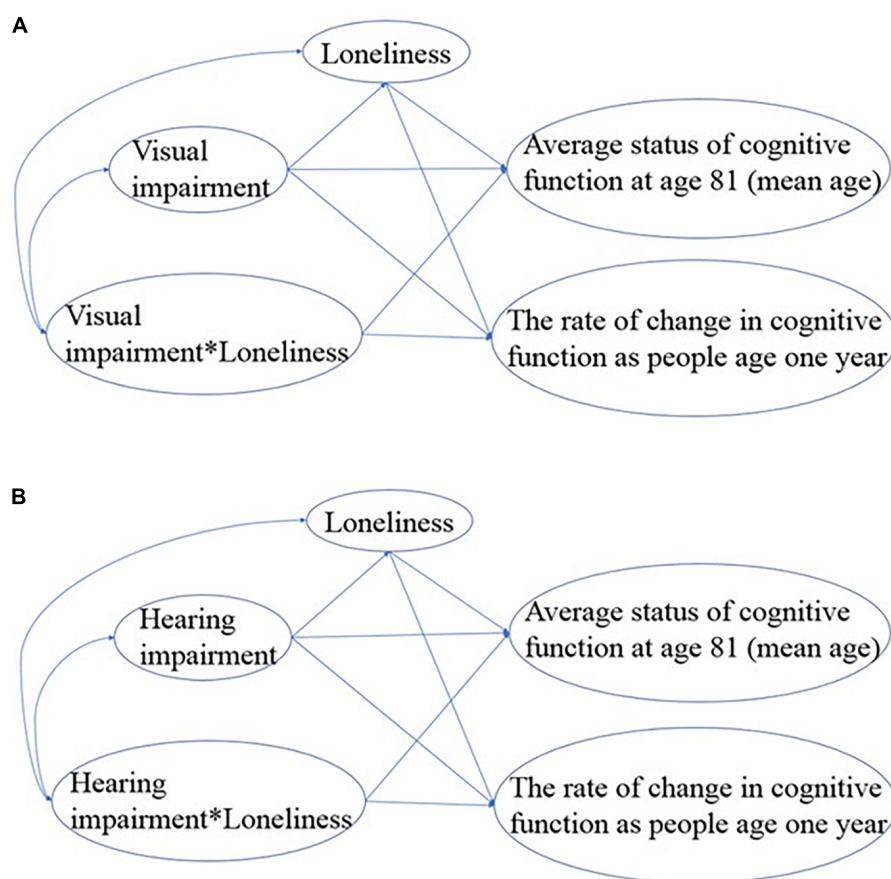 A
Loneliness
Visual
impairment
Average status of cognitive
function at age 81 (mean age)
Visual
impairment*Loneliness
The rate of change in cognitive
function as people age one year
B
Loneliness
Hearing
impairment
Average status of cognitive
function at age 81 (mean age)
Hearing
impairment*Loneliness
The rate of change in cognitive
function as people age one year